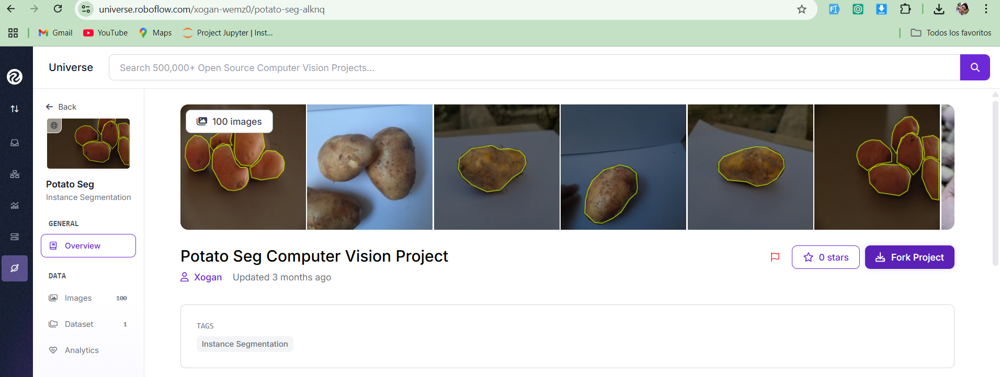 universe.roboflow.com/xogan-wemz0/potato-seg-alknq
Gmail
YouTube
Maps
Project Jupyter | Inst...
Todos los favoritos
Universe
Search 500,000+ Open Source Computer Vision Projects...
Back
100 images
Potato Seg
Instance Segmentation
GENERAL
Overview
DATA
Images 100
Dataset 1
Analytics
Potato Seg Computer Vision Project
0 stars
Fork Project
Xogan Updated 3 months ago
TAGS
Instance Segmentation